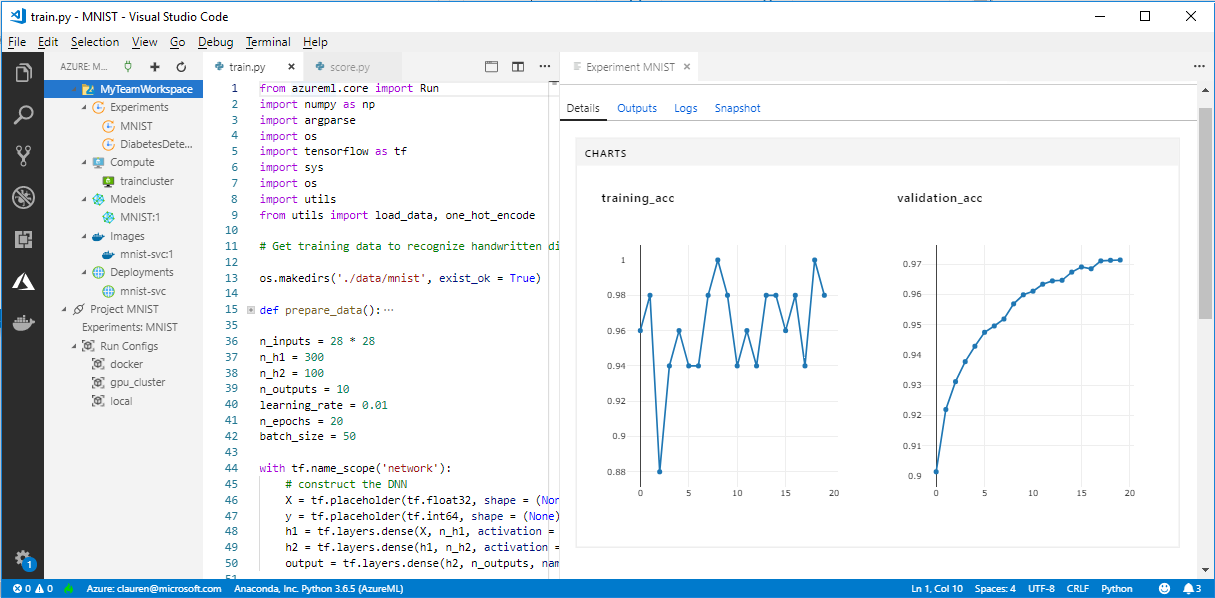 train.py - MNIST - Visual Studio Code
File Edit Selection View Go Debug Terminal Help
AZURE: M...
MyTeamWorkspace
Experiments
MNIST
DiabetesDete...
Compute
traincluster
Models
MNIST:1
Images
mnist-svc:1
Deployments
mnist-svc
Project MNIST
Experiments: MNIST
Run Configs
docker
gpu_cluster
local
1
train.py
score.py
1 from azureml.core import Run
2 import numpy as np
3 import argparse
4 import os
5 import tensorflow as tf
6 import sys
7 import os
8 import utils
9 from utils import load_data, one_hot_encode
10
11 # Get training data to recognize handwritten di
12
13 os.makedirs('./data/mnist', exist_ok = True)
14
15 def prepare_data():...
35
36 n_inputs = 28 * 28
37 n_h1 = 300
38 n_h2 = 100
39 n_outputs = 10
40 learning_rate = 0.01
41 n_epochs = 20
42 batch_size = 50
43
44 with tf.name_scope('network'):
45 # construct the DNN
46 X = tf.placeholder(tf.float32, shape = (Non
47 y = tf.placeholder(tf.int64, shape = (None)
48 h1 = tf.layers.dense(X, n_h1, activation =
49 h2 = tf.layers.dense(h1, n_h2, activation =
50 output = tf.layers.dense(h2, n_outputs, nam
51
Experiment MNIST
Details Outputs Logs Snapshot
CHARTS
training_acc
1
0.98
0.96
0.94
0.92
0.9
0.88
0 5 10 15 20
validation_acc
0.97
0.96
0.95
0.94
0.93
0.92
0.91
0.9
0 5 10 15 20
0 0 Azure: clauren@microsoft.com Anaconda, Inc. Python 3.6.5 (AzureML) Ln 1, Col 10 Spaces: 4 UTF-8 CRLF Python 3